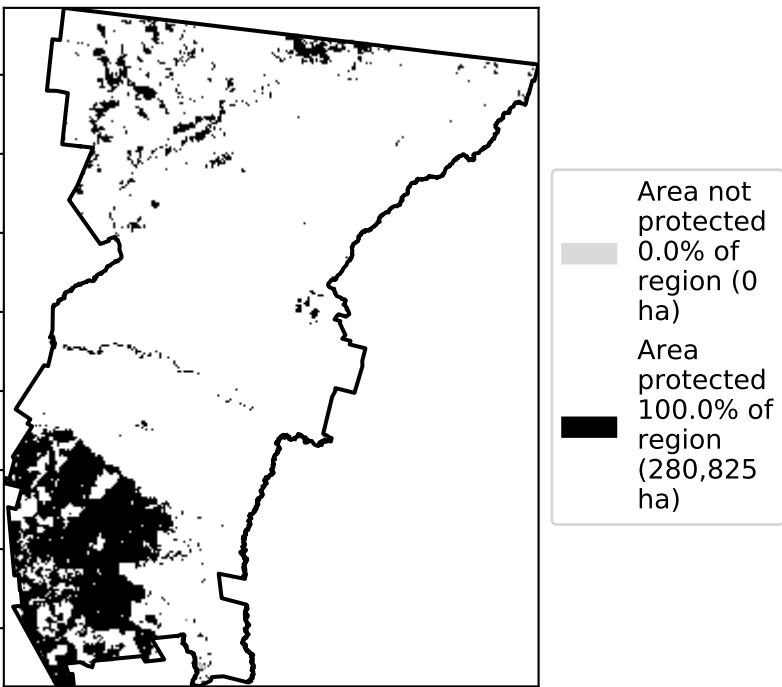 Area not
protected
0.0% of
region (0
ha)
Area
protected
100.0% of
region
(280,825
ha)